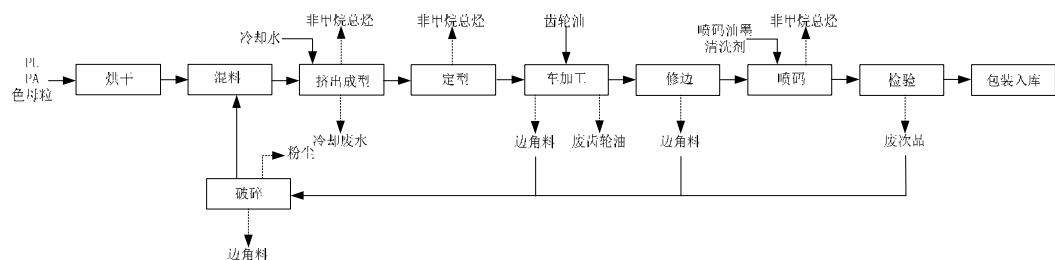 非甲烷总烃
非甲烷总烃
齿轮油
喷码油墨
清洗剂
非甲烷总烃
冷却水
PU
PA
色母粒
烘干
混料
挤出成型
定型
车加工
修边
喷码
检验
包装入库
冷却废水
边角料
废齿轮油
边角料
废次品
粉尘
破碎
边角料